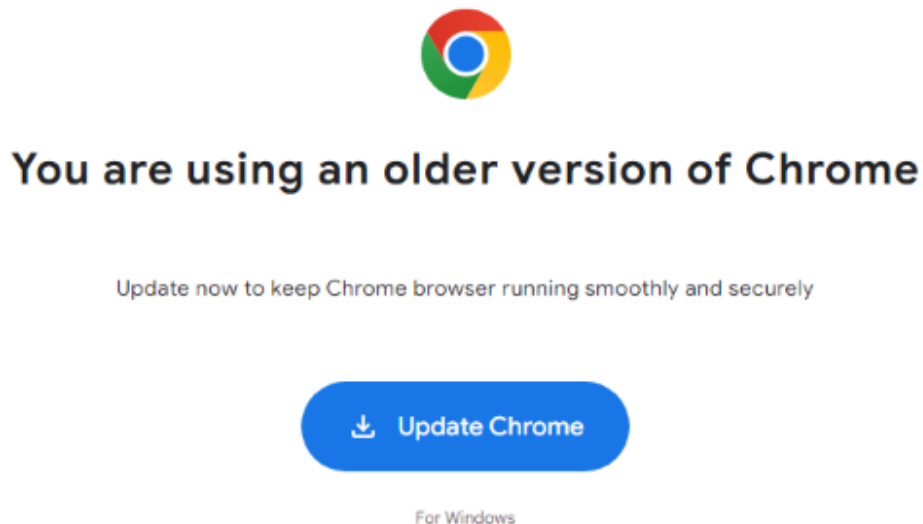 You are using an older version of Chrome
Update now to keep Chrome browser running smoothly and securely
Update Chrome
For Windows